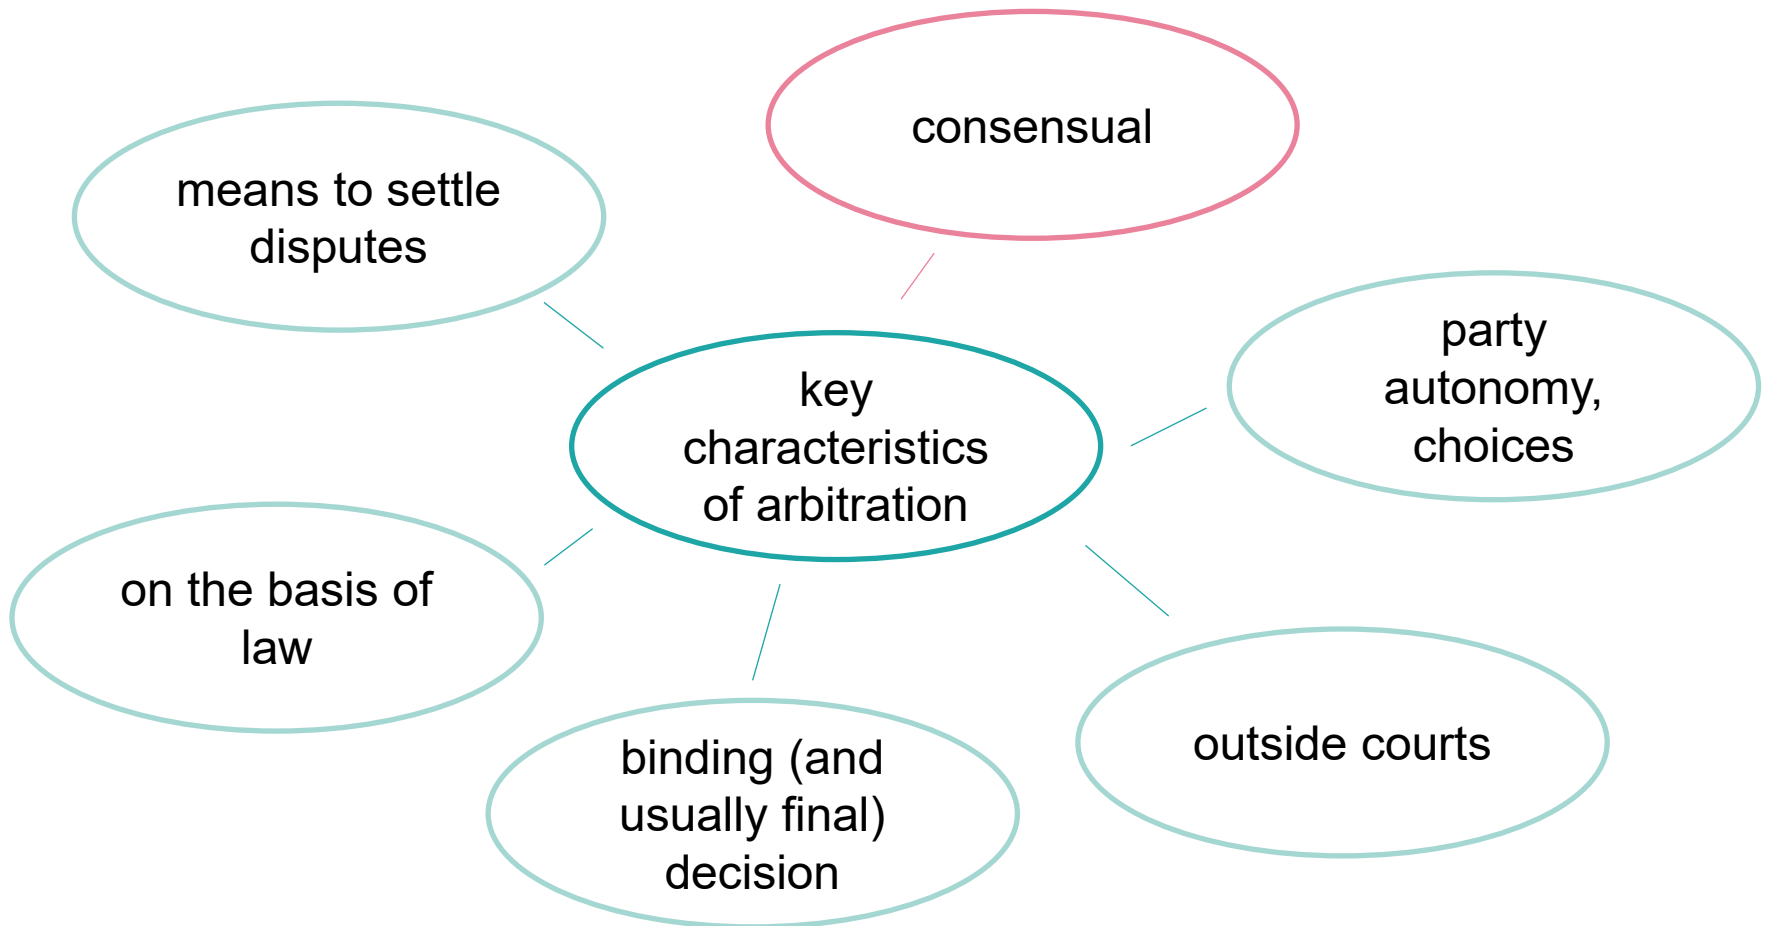 consensual
means to settle
disputes
party
autonomy,
choices
key
characteristics
of arbitration
on the basis of
law
outside courts
binding (and
usually final)
decision